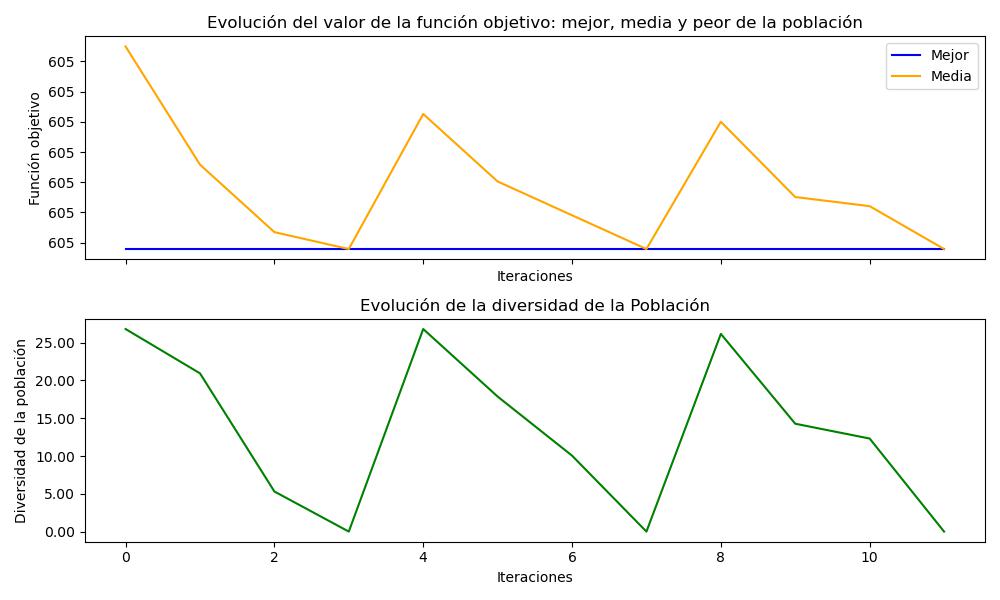 Evolución del valor de la función objetivo: mejor, media y peor de la población
Función objetivo
605
605
605
605
605
605
605
Mejor
Media
Iteraciones
Evolución de la diversidad de la Población
Diversidad de la población
25.00
20.00
15.00
10.00
5.00
0.00
0 2 4 6 8 10
Iteraciones